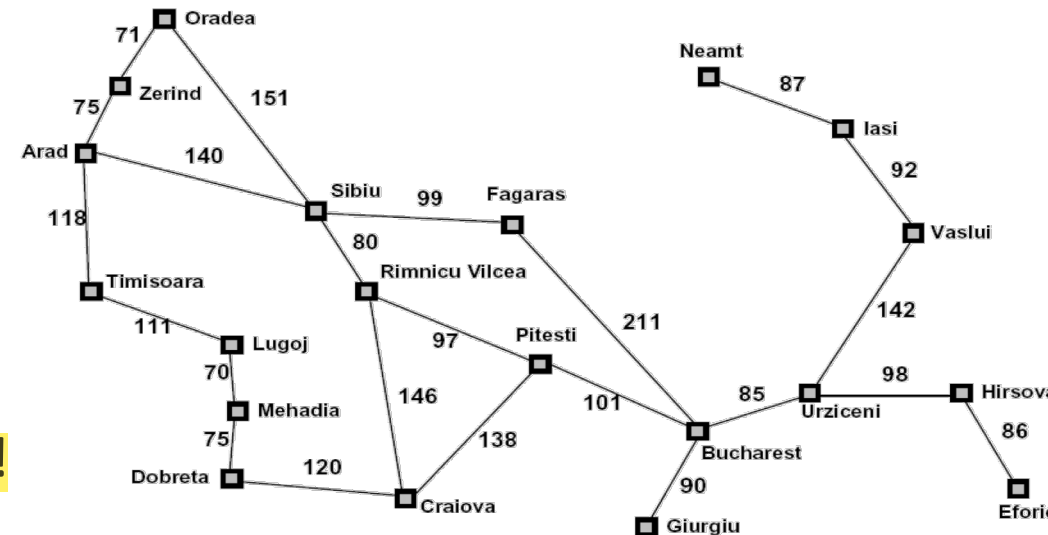 Oradea
71
Neamt
87
Zerind
151
75
Iasi
Arad
140
92
Sibiu
Fagaras
99
118
Vaslui
80
Rimnicu Vilcea
Timisoara
142
111
211
Pitesti
Lugoj
97
70
98
85
Hirsova
146
101
Urziceni
Mehadia
86
75
138
Bucharest
120
Dobreta
90
Craiova
Eforie
Giurgiu
!